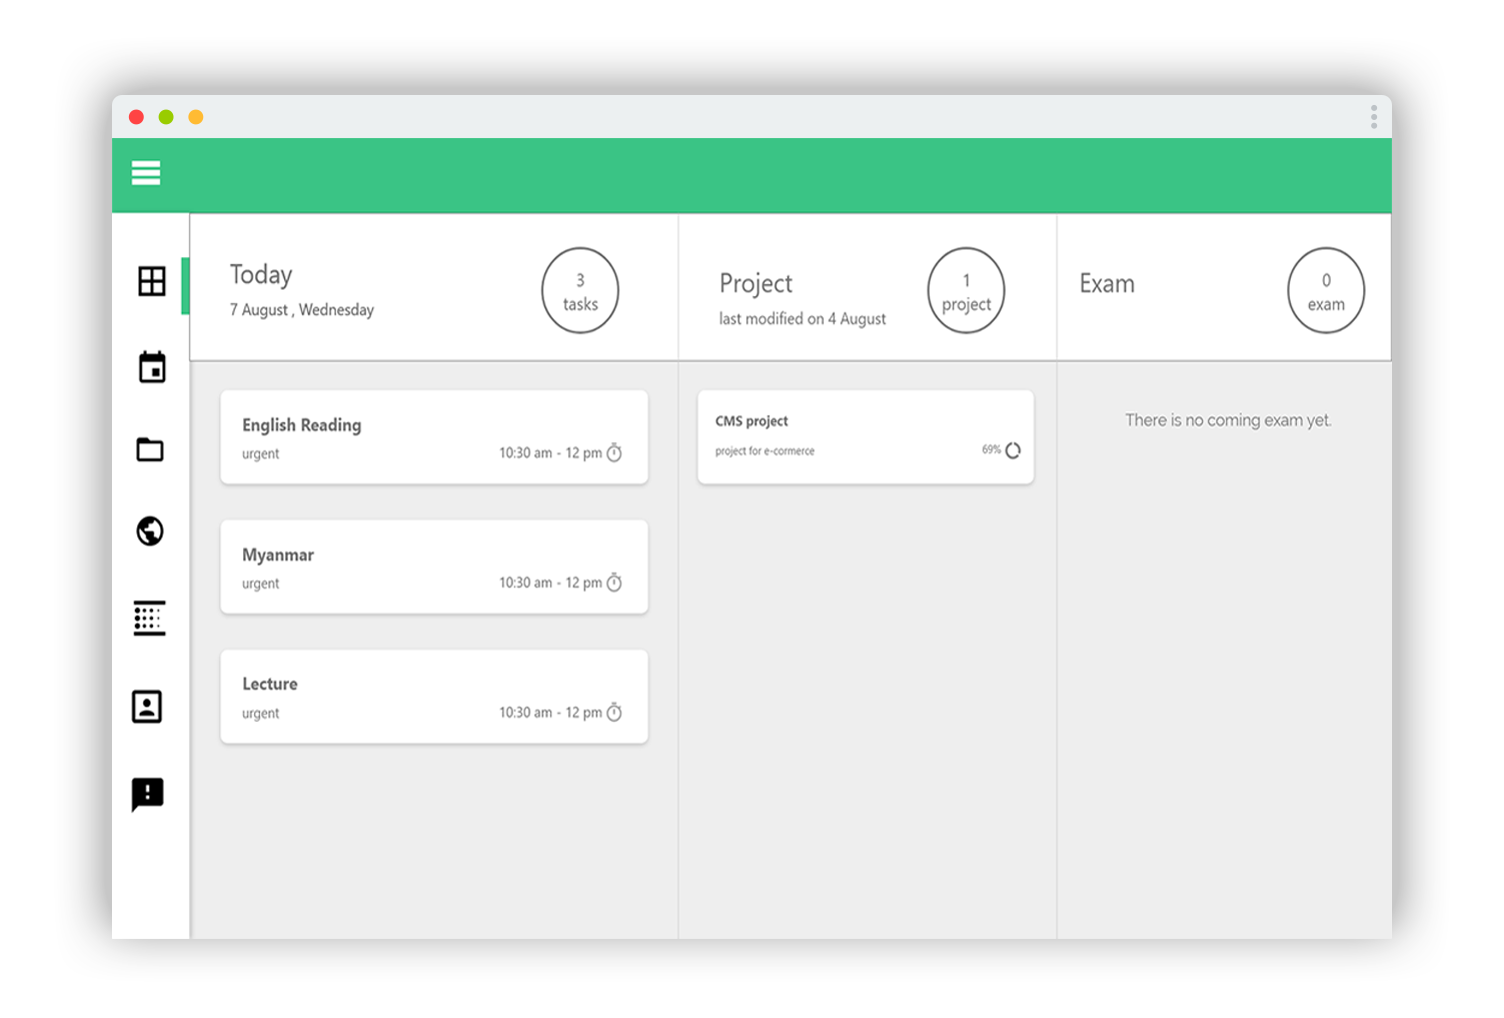 Today
7 August , Wednesday
3
tasks
Project
last modified on 4 August
1
project
Exam
0
exam
English Reading
urgent
10:30 am - 12 pm
Myanmar
urgent
10:30 am - 12 pm
Lecture
urgent
10:30 am - 12 pm
CMS project
project for e-cormerce
69%
There is no coming exam yet.